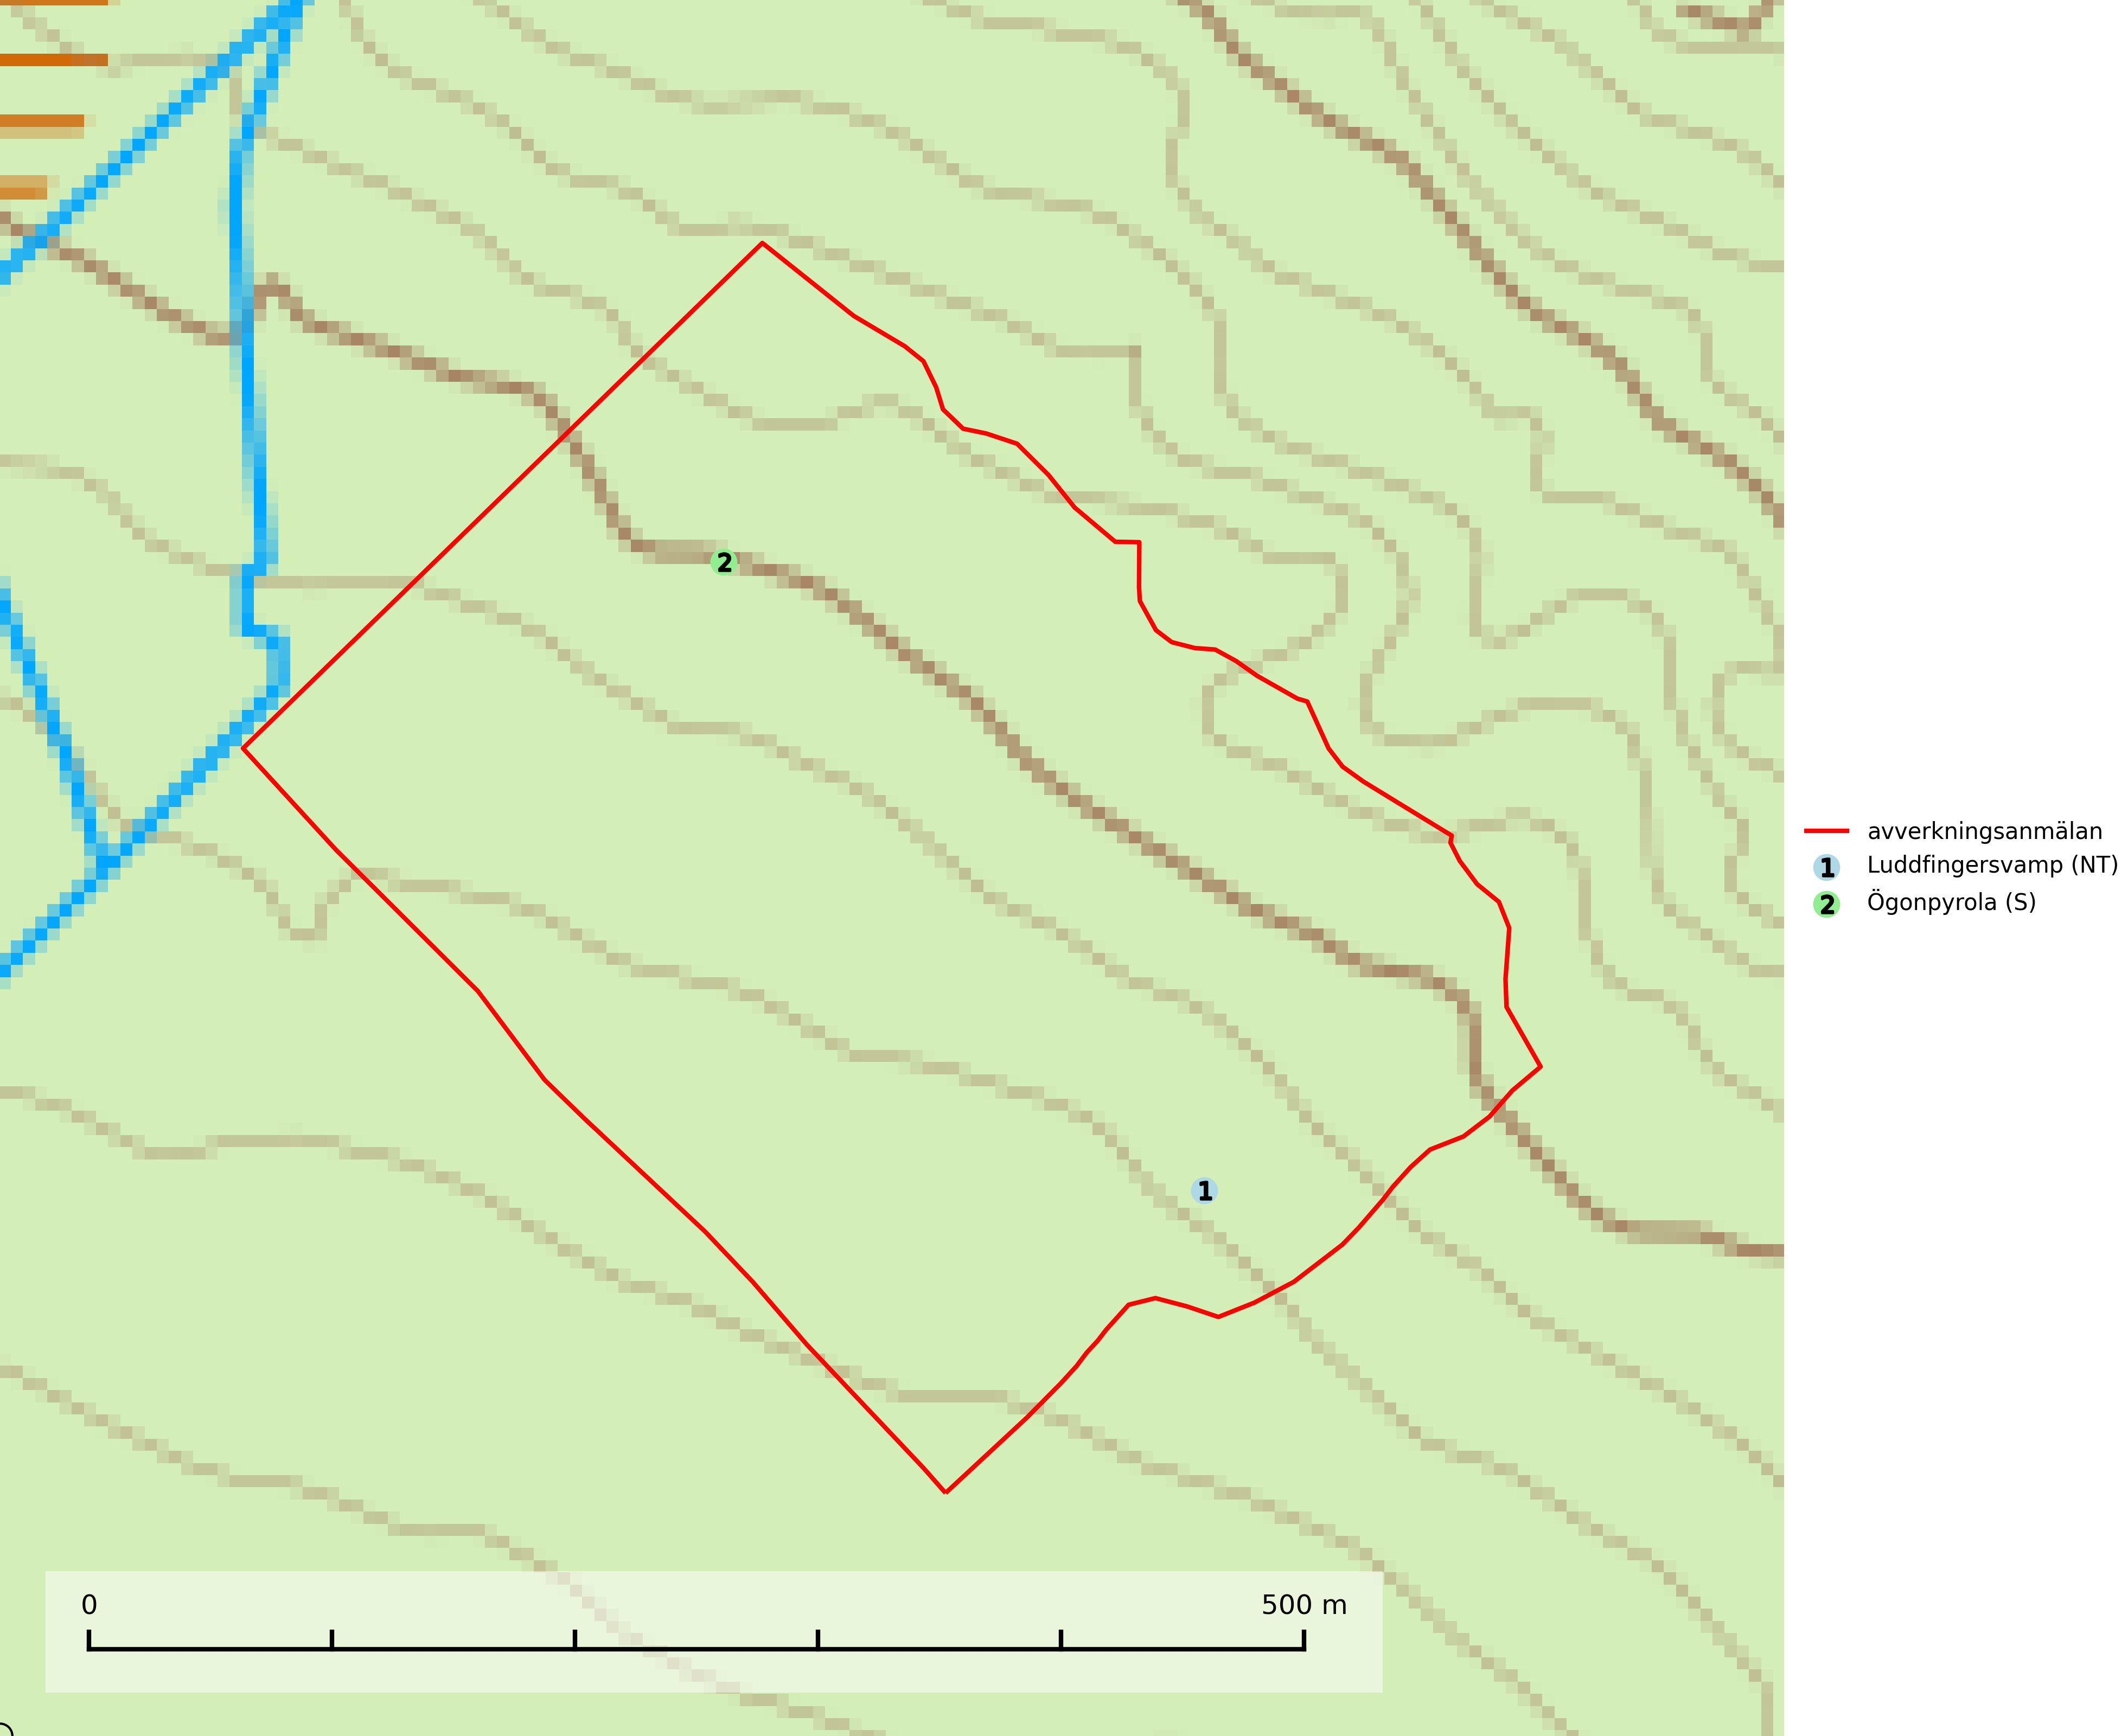 2
1
avverkningsanmälan
1 Luddfingersvamp (NT)
2 Ögonpyrola (S)
0 500 m